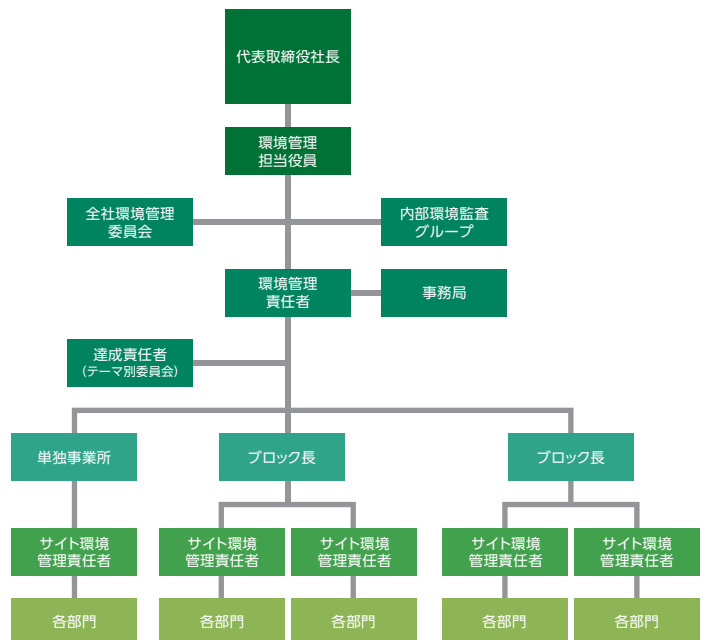 代表取締役社長
環境管理
担当役員
全社環境管理
委員会
内部環境監査
グループ
環境管理
責任者
事務局
達成責任者
(テーマ別委員会)
単独事業所
ブロック長
ブロック長
サイト環境
管理責任者
サイト環境
管理責任者
サイト環境
管理責任者
サイト環境
管理責任者
サイト環境
管理責任者
各部門
各部門
各部門
各部門
各部門